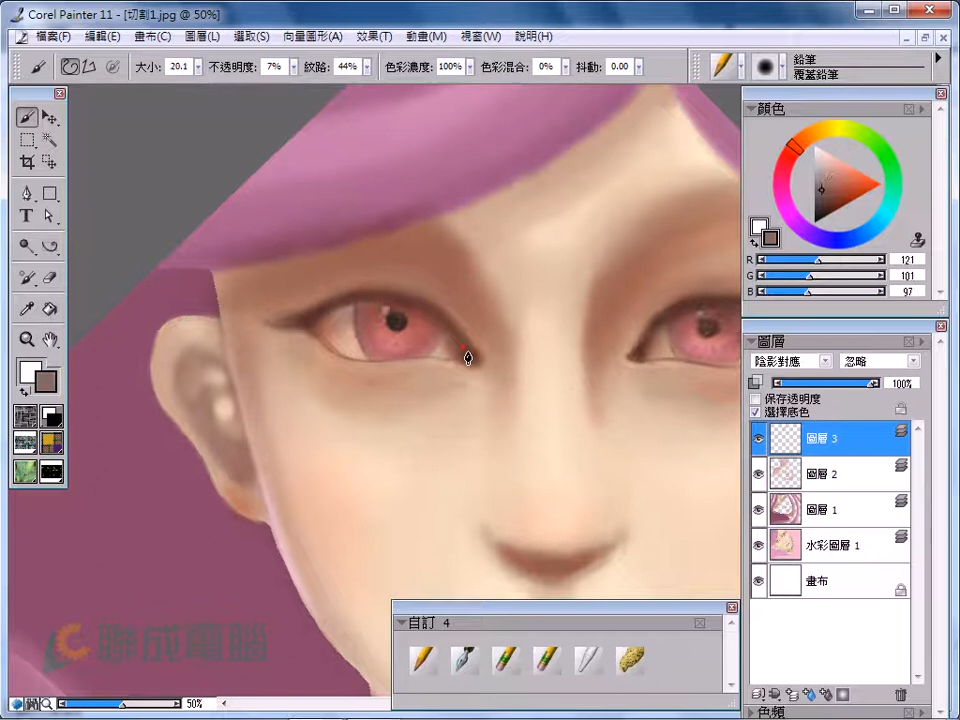 Corel Painter 11 - [切割1.jpg @ 50%]
檔案(F) 編輯(E) 畫布(C) 圖層(L) 選取(S) 向量圖形(A) 效果(T) 動畫(M) 視窗(W) 說明(H)
大小: 20.1 不透明度: 7% 紋路: 44% 色彩濃度: 100% 色彩混合: 0% 抖動: 0.00
鉛筆
覆蓋鉛筆
顏色
R 121
G 101
B 97
圖層
陰影對應 忽略
100%
保存透明度
選擇底色
圖層 3
圖層 2
圖層 1
水彩圖層 1
畫布
自訂 4
聯成電腦
50%
色頻